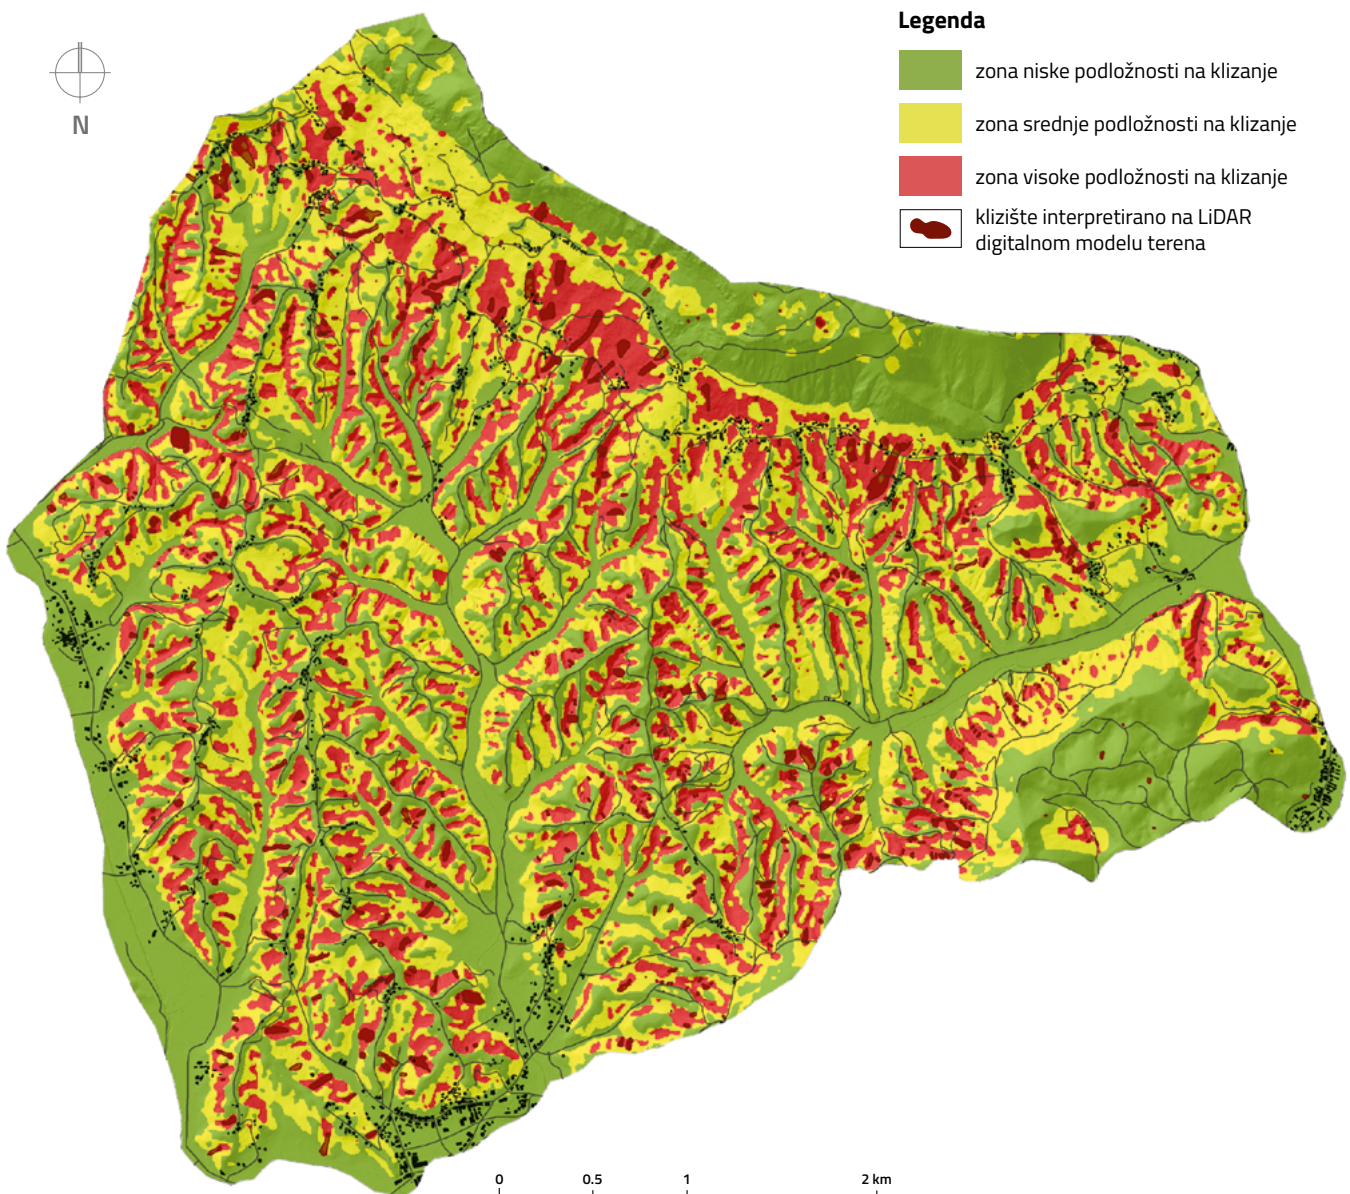 Legenda
zona niske podložnosti na klizanje
zona srednje podložnosti na klizanje
zona visoke podložnosti na klizanje
klizište interpretirano na LiDAR
digitalnom modelu terena
N
0 0.5 1 2 km